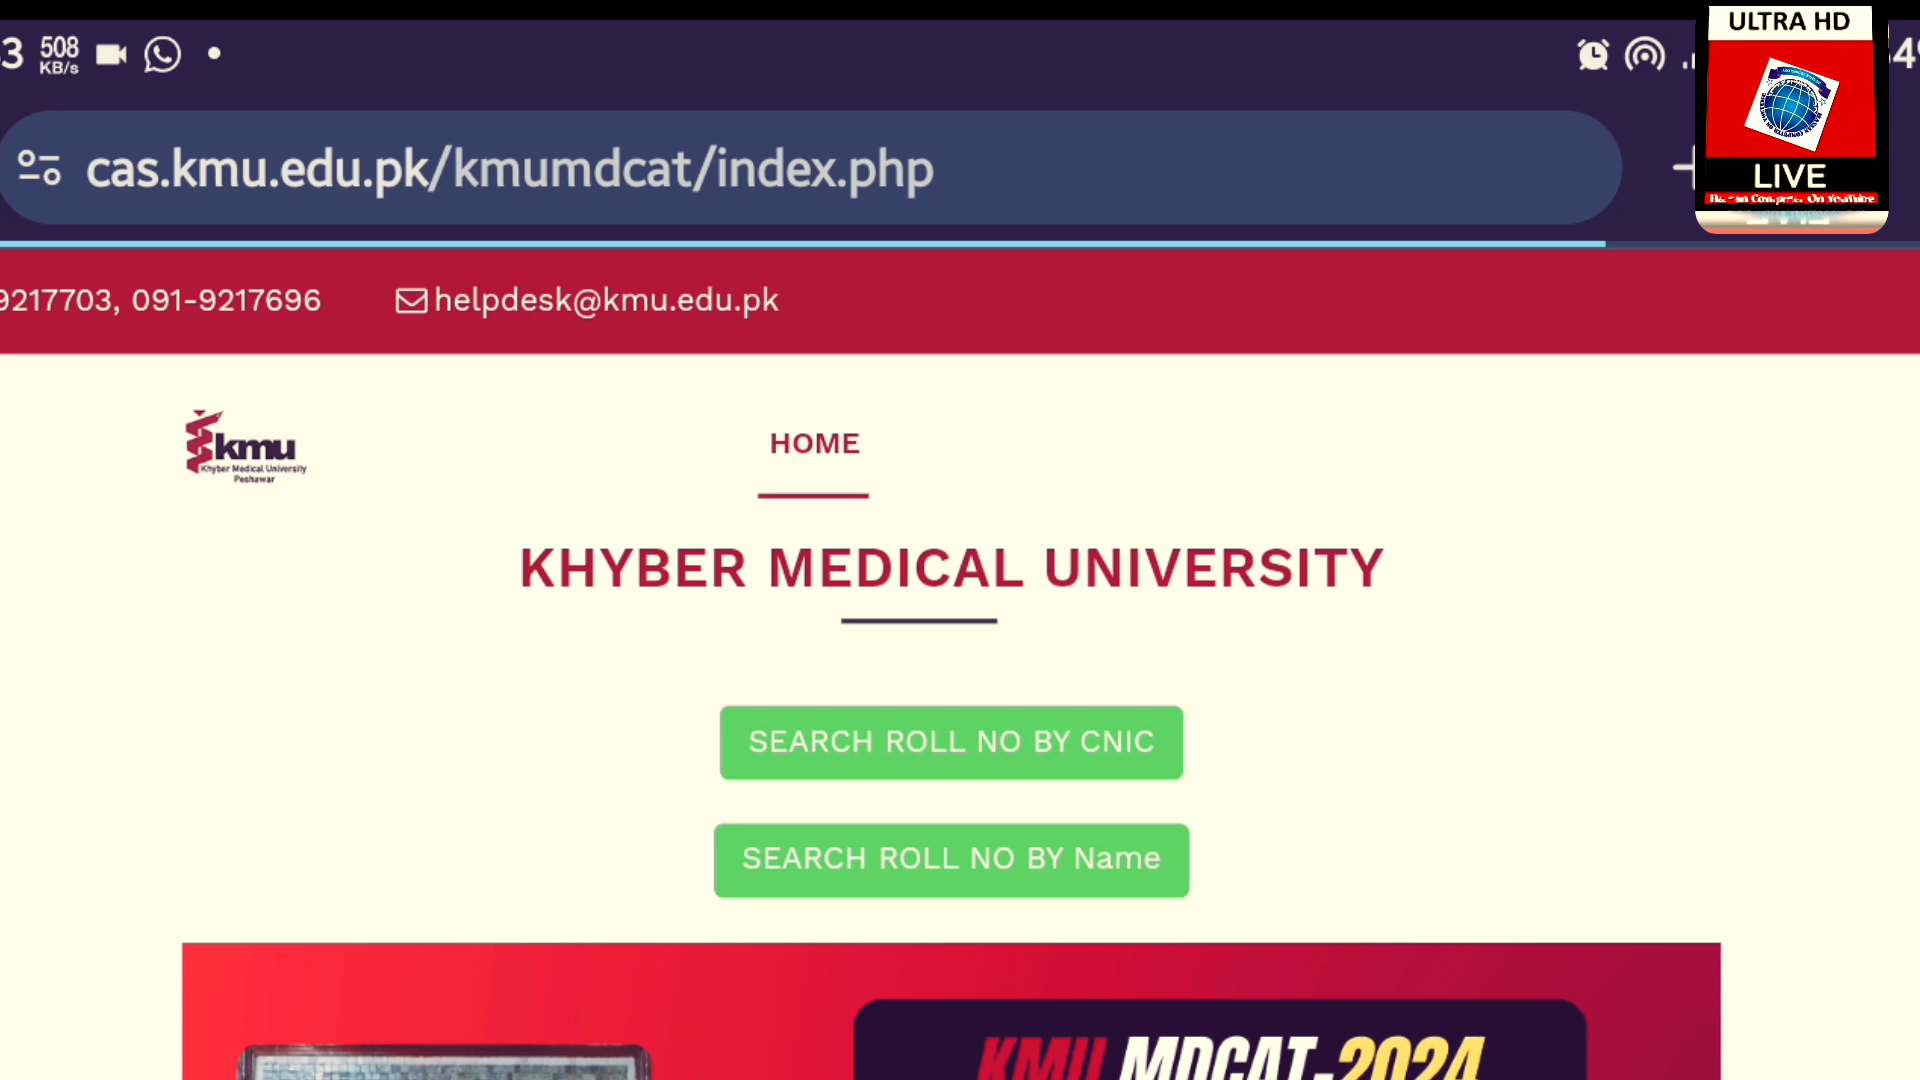 3 508 KB/s
ULTRA HD
cas.kmu.edu.pk/kmumdcat/index.php
LIVE
On YouTube
9217703, 091-9217696 helpdesk@kmu.edu.pk
kmu
Khyber Medical University
Peshawar
HOME
KHYBER MEDICAL UNIVERSITY
SEARCH ROLL NO BY CNIC
SEARCH ROLL NO BY Name
KMU MDCAT-2024